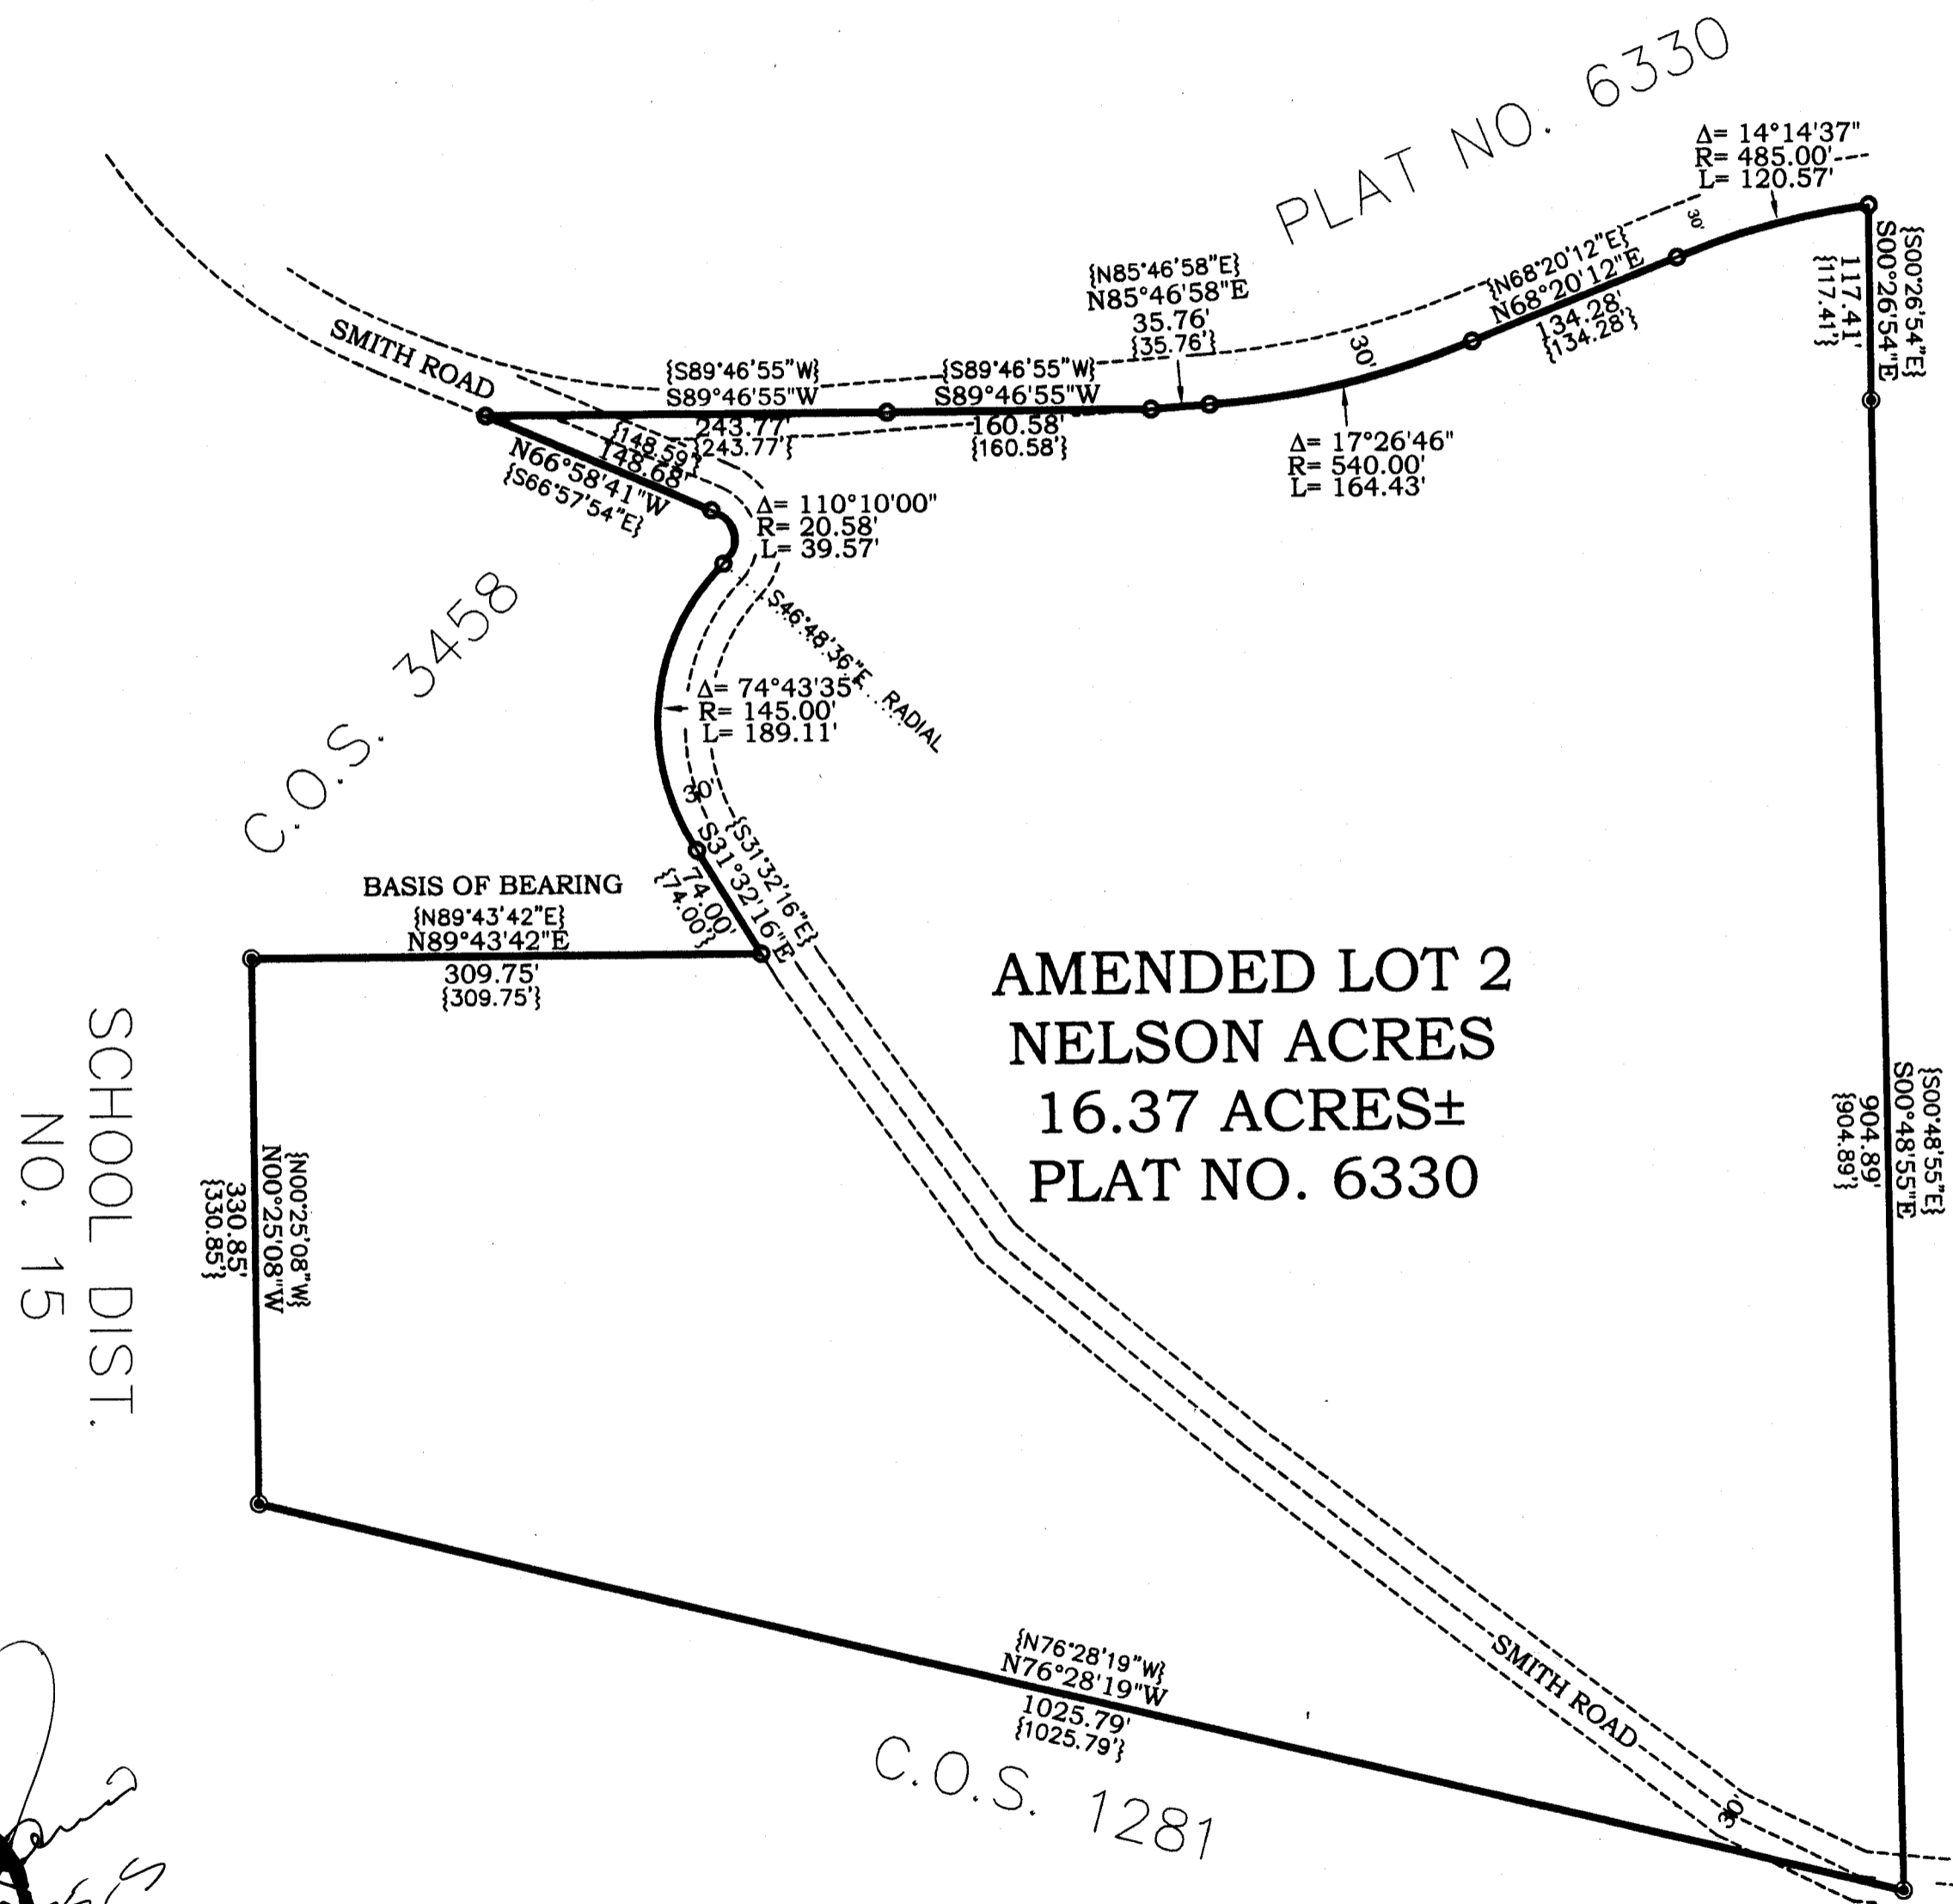 PLAT NO. 6330
Δ= 14°14'37"
R= 485.00'
L= 120.57'
30'
{N68°20'12"E}
N68°20'12"E
134.28'
{134.28'}
{S00°26'54"E}
S00°26'54"E
117.41'
{117.41'}
{N85°46'58"E}
N85°46'58"E
35.76'
{35.76'}
30'
Δ= 17°26'46"
R= 540.00'
L= 164.43'
SMITH ROAD
{S89°46'55"W}
S89°46'55"W
243.77'
{243.77'}
{S89°46'55"W}
S89°46'55"W
160.58'
{160.58'}
{148.59'}
148.68'
N66°58'41"W
{S66°57'54"E}
Δ= 110°10'00"
R= 20.58'
L= 39.57'
S46°48'36"E RADIAL
C.O.S. 3458
Δ= 74°43'35"
R= 145.00'
L= 189.11'
30'
{S31°32'16"E}
S31°32'16"E
74.00'
{74.00'}
BASIS OF BEARING
{N89°43'42"E}
N89°43'42"E
309.75'
{309.75'}
AMENDED LOT 2
NELSON ACRES
16.37 ACRES±
PLAT NO. 6330
{S00°48'55"E}
S00°48'55"E
904.89'
{904.89'}
SCHOOL DIST.
NO. 15
{N00°25'08"W}
N00°25'08"W
330.85'
{330.85'}
{N76°28'19"W}
N76°28'19"W
1025.79'
{1025.79'}
SMITH ROAD
30'
C.O.S. 1281